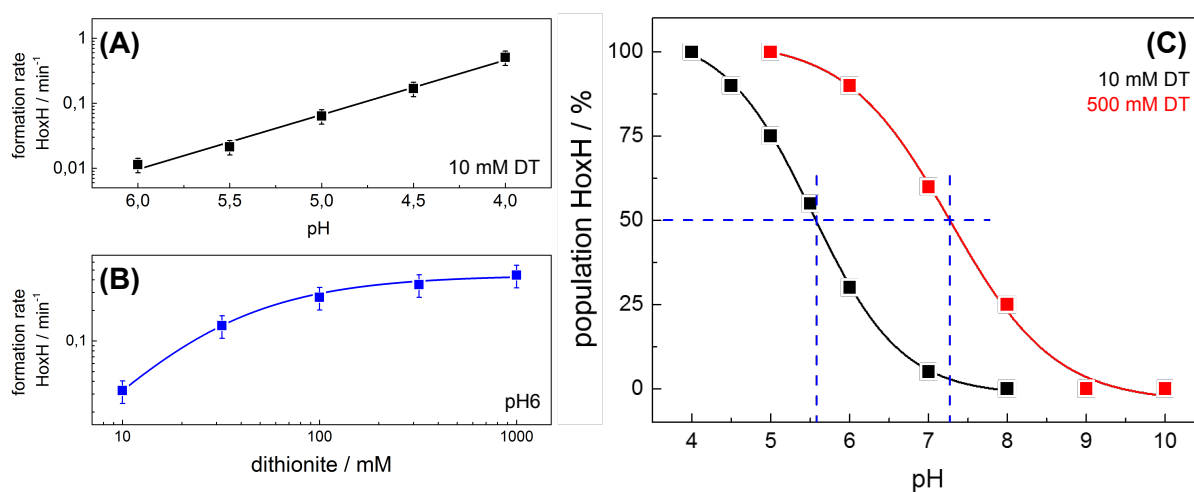 (A)
formation rate
HoxH / min⁻¹
1
0,1
0,01
10 mM DT
6,0 5,5 5,0 4,5 4,0
pH
(B)
formation rate
HoxH / min⁻¹
0,1
pH6
10 100 1000
dithionite / mM
(C)
10 mM DT
500 mM DT
population HoxH / %
100
75
50
25
0
4 5 6 7 8 9 10
pH